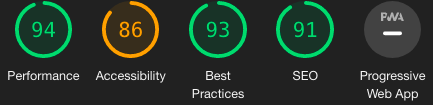 94
86
93
91
PWA
Performance
Accessibility
Best
Practices
SEO
Progressive
Web App